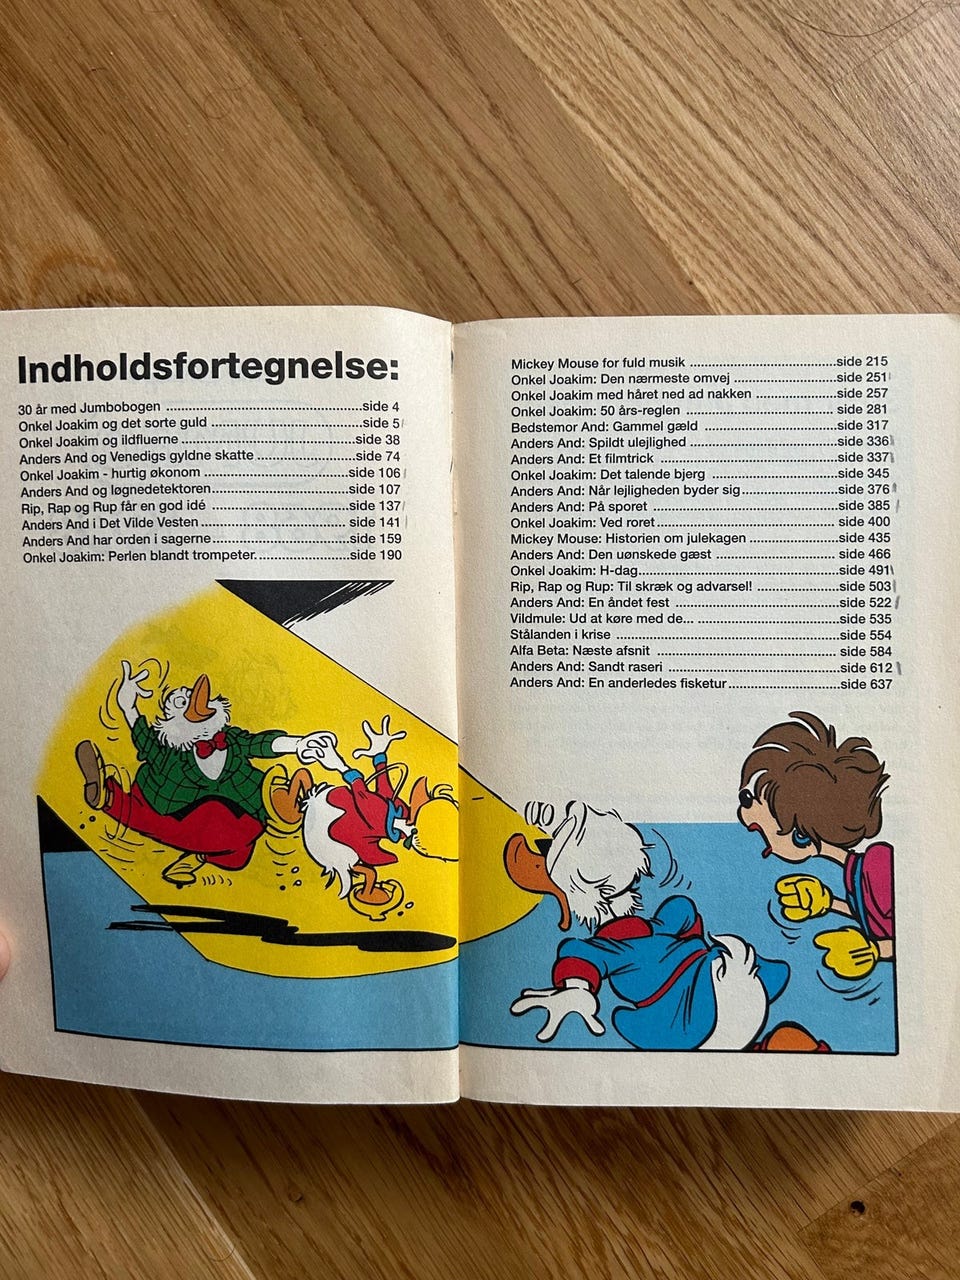 Indholdsfortegnelse:
30 år med Jumbobogen ........................................................side 4
Onkel Joakim og det sorte guld ...........................................side 5
Onkel Joakim og ildfluerne ..................................................side 38
Anders And og Venedigs gyldne skatte ...............................side 74
Onkel Joakim - hurtig økonom ............................................side 106
Anders And og løgnedetektoren..........................................side 107
Rip, Rap og Rup får en god idé ..........................................side 137
Anders And i Det Vilde Vesten ............................................side 141
Anders And har orden i sagerne .........................................side 159
Onkel Joakim: Perlen blandt trompeter................................side 190
Mickey Mouse for fuld musik ...............................................side 215
Onkel Joakim: Den nærmeste omvej ...................................side 251
Onkel Joakim med håret ned ad nakken .............................side 257
Onkel Joakim: 50 års-reglen ...............................................side 281
Bedstemor And: Gammel gæld ...........................................side 317
Anders And: Spildt ulejlighed ..............................................side 336
Anders And: Et filmtrick .......................................................side 337
Onkel Joakim: Det talende bjerg .........................................side 345
Anders And: Når lejligheden byder sig.................................side 376
Anders And: På sporet ........................................................side 385
Onkel Joakim: Ved roret.......................................................side 400
Mickey Mouse: Historien om julekagen ...............................side 435
Anders And: Den uønskede gæst ........................................side 466
Onkel Joakim: H-dag...........................................................side 491
Rip, Rap og Rup: Til skræk og advarsel! .............................side 503
Anders And: En åndet fest ..................................................side 522
Vildmule: Ud at køre med de... ............................................side 535
Stålanden i krise .................................................................side 554
Alfa Beta: Næste afsnit .......................................................side 584
Anders And: Sandt raseri ....................................................side 612
Anders And: En anderledes fisketur.....................................side 637